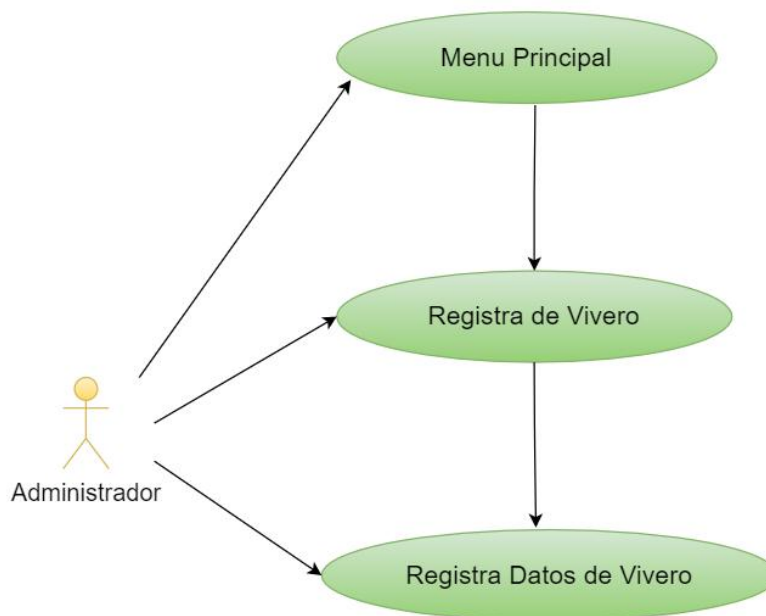 Menu Principal
Registra de Vivero
Administrador
Registra Datos de Vivero